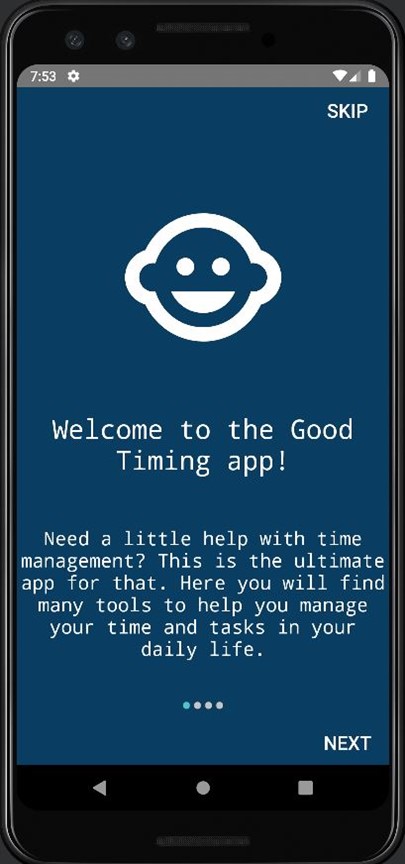 7:53
SKIP
Welcome to the Good
Timing app!
Need a little help with time
management? This is the ultimate
app for that. Here you will find
many tools to help you manage
your time and tasks in your
daily life.
NEXT